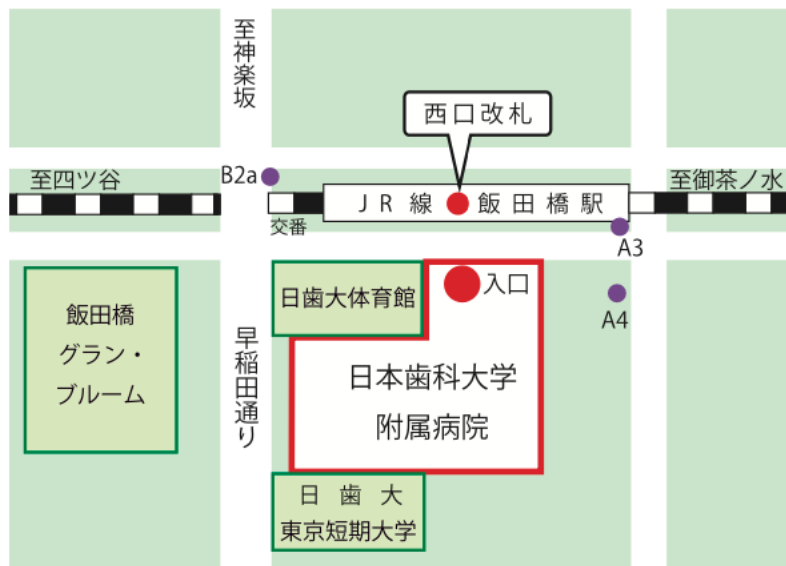 至神楽坂
西口改札
至四ツ谷
B2a
JR線
飯田橋駅
至御茶ノ水
交番
A3
日歯大体育館
入口
A4
飯田橋
グラン・
ブルーム
早稲田通り
日本歯科大学
附属病院
日歯大
東京短期大学